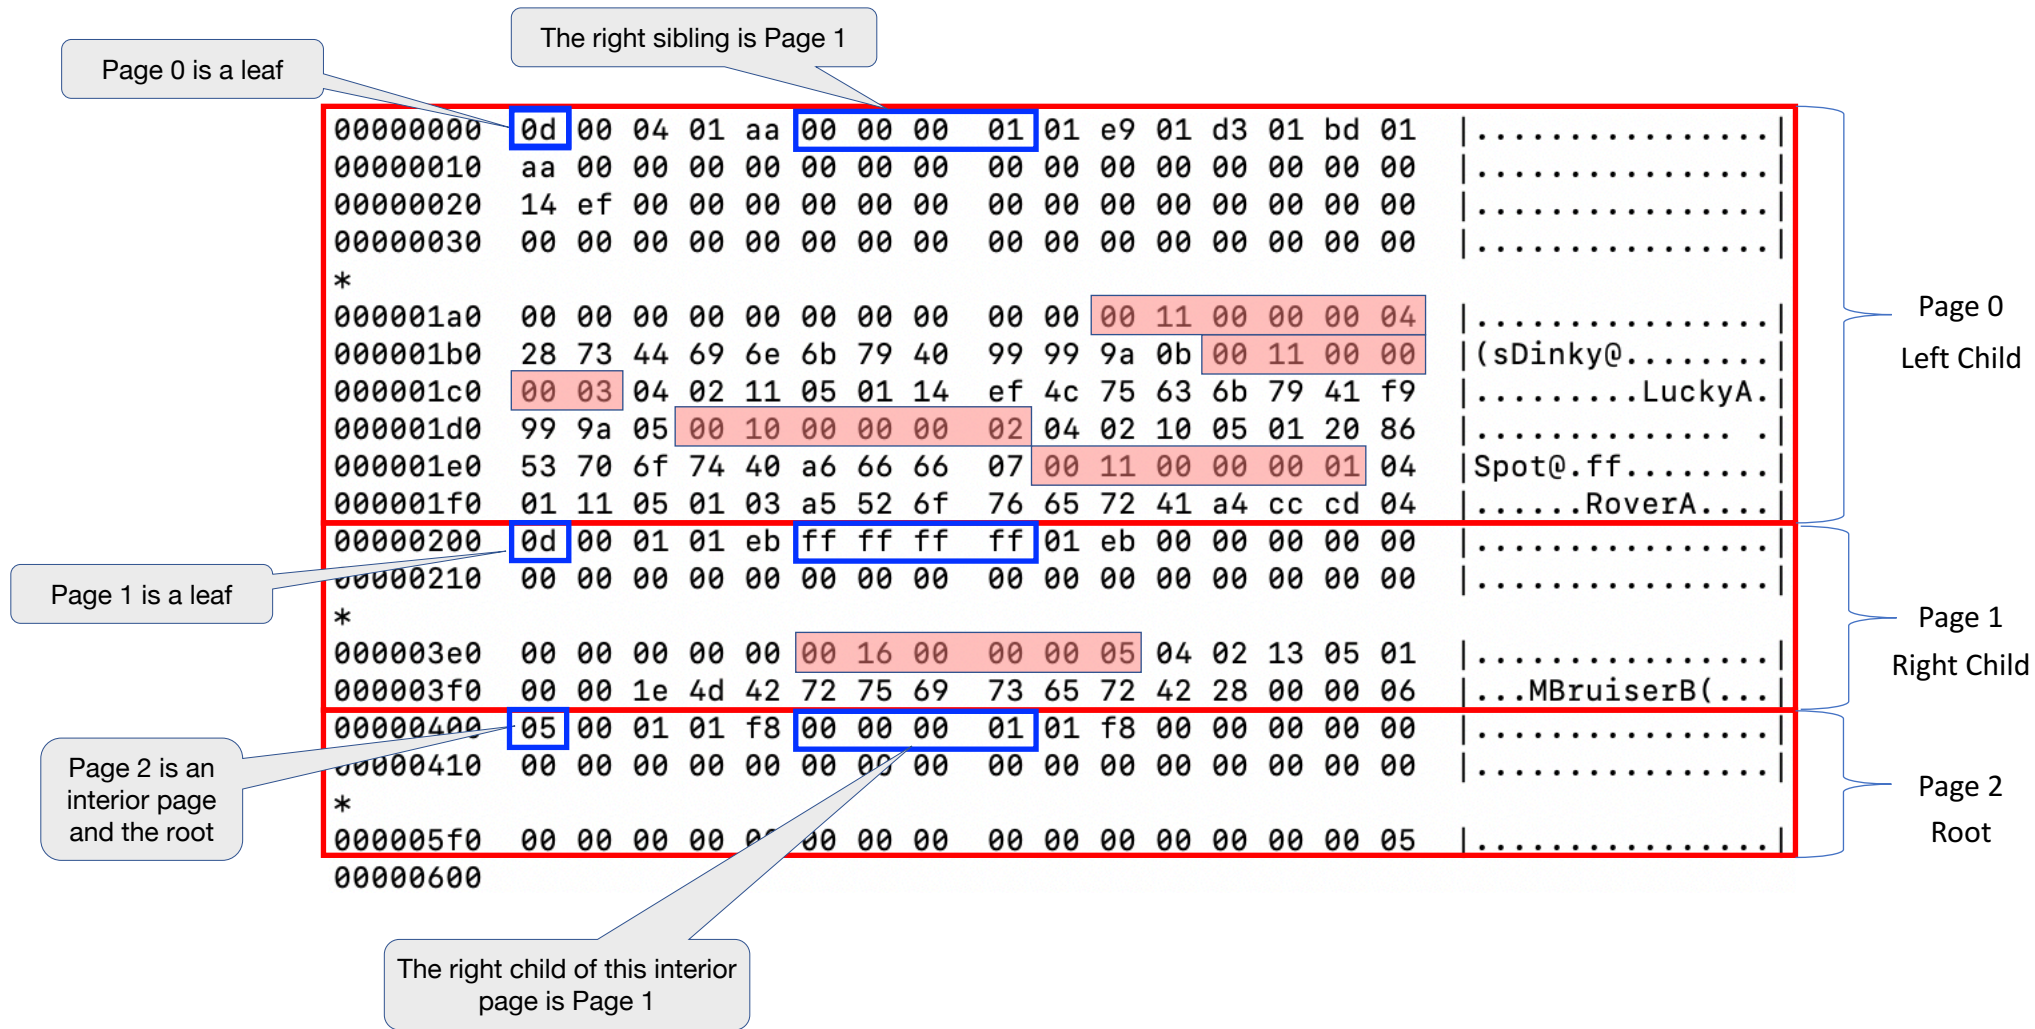 The right sibling is Page 1
Page 0 is a leaf
00000000 0d 00 04 01 aa 00 00 00 01 01 e9 01 d3 01 bd 01 |................|
00000010 aa 00 00 00 00 00 00 00 00 00 00 00 00 00 00 00 |................|
00000020 14 ef 00 00 00 00 00 00 00 00 00 00 00 00 00 00 |................|
00000030 00 00 00 00 00 00 00 00 00 00 00 00 00 00 00 00 |................|
*
000001a0 00 00 00 00 00 00 00 00 00 00 00 11 00 00 00 04 |................|
000001b0 28 73 44 69 6e 6b 79 40 99 99 9a 0b 00 11 00 00 |(sDinky@........|
000001c0 00 03 04 02 11 05 01 14 ef 4c 75 63 6b 79 41 f9 |.........LuckyA.|
000001d0 99 9a 05 00 10 00 00 00 02 04 02 10 05 01 20 86 |.............. .|
000001e0 53 70 6f 74 40 a6 66 66 07 00 11 00 00 00 01 04 |Spot@.ff........|
000001f0 01 11 05 01 03 a5 52 6f 76 65 72 41 a4 cc cd 04 |......RoverA....|
Page 0
Left Child
00000200 0d 00 01 01 eb ff ff ff ff 01 eb 00 00 00 00 00 |................|
00000210 00 00 00 00 00 00 00 00 00 00 00 00 00 00 00 00 |................|
*
000003e0 00 00 00 00 00 00 16 00 00 00 05 04 02 13 05 01 |................|
000003f0 00 00 1e 4d 42 72 75 69 73 65 72 42 28 00 00 06 |...MBruiserB(...|
Page 1 is a leaf
Page 1
Right Child
00000400 05 00 01 01 f8 00 00 00 01 01 f8 00 00 00 00 00 |................|
00000410 00 00 00 00 00 00 00 00 00 00 00 00 00 00 00 00 |................|
*
000005f0 00 00 00 00 00 00 00 00 00 00 00 00 00 00 00 05 |................|
00000600
Page 2 is an
interior page
and the root
Page 2
Root
The right child of this interior
page is Page 1